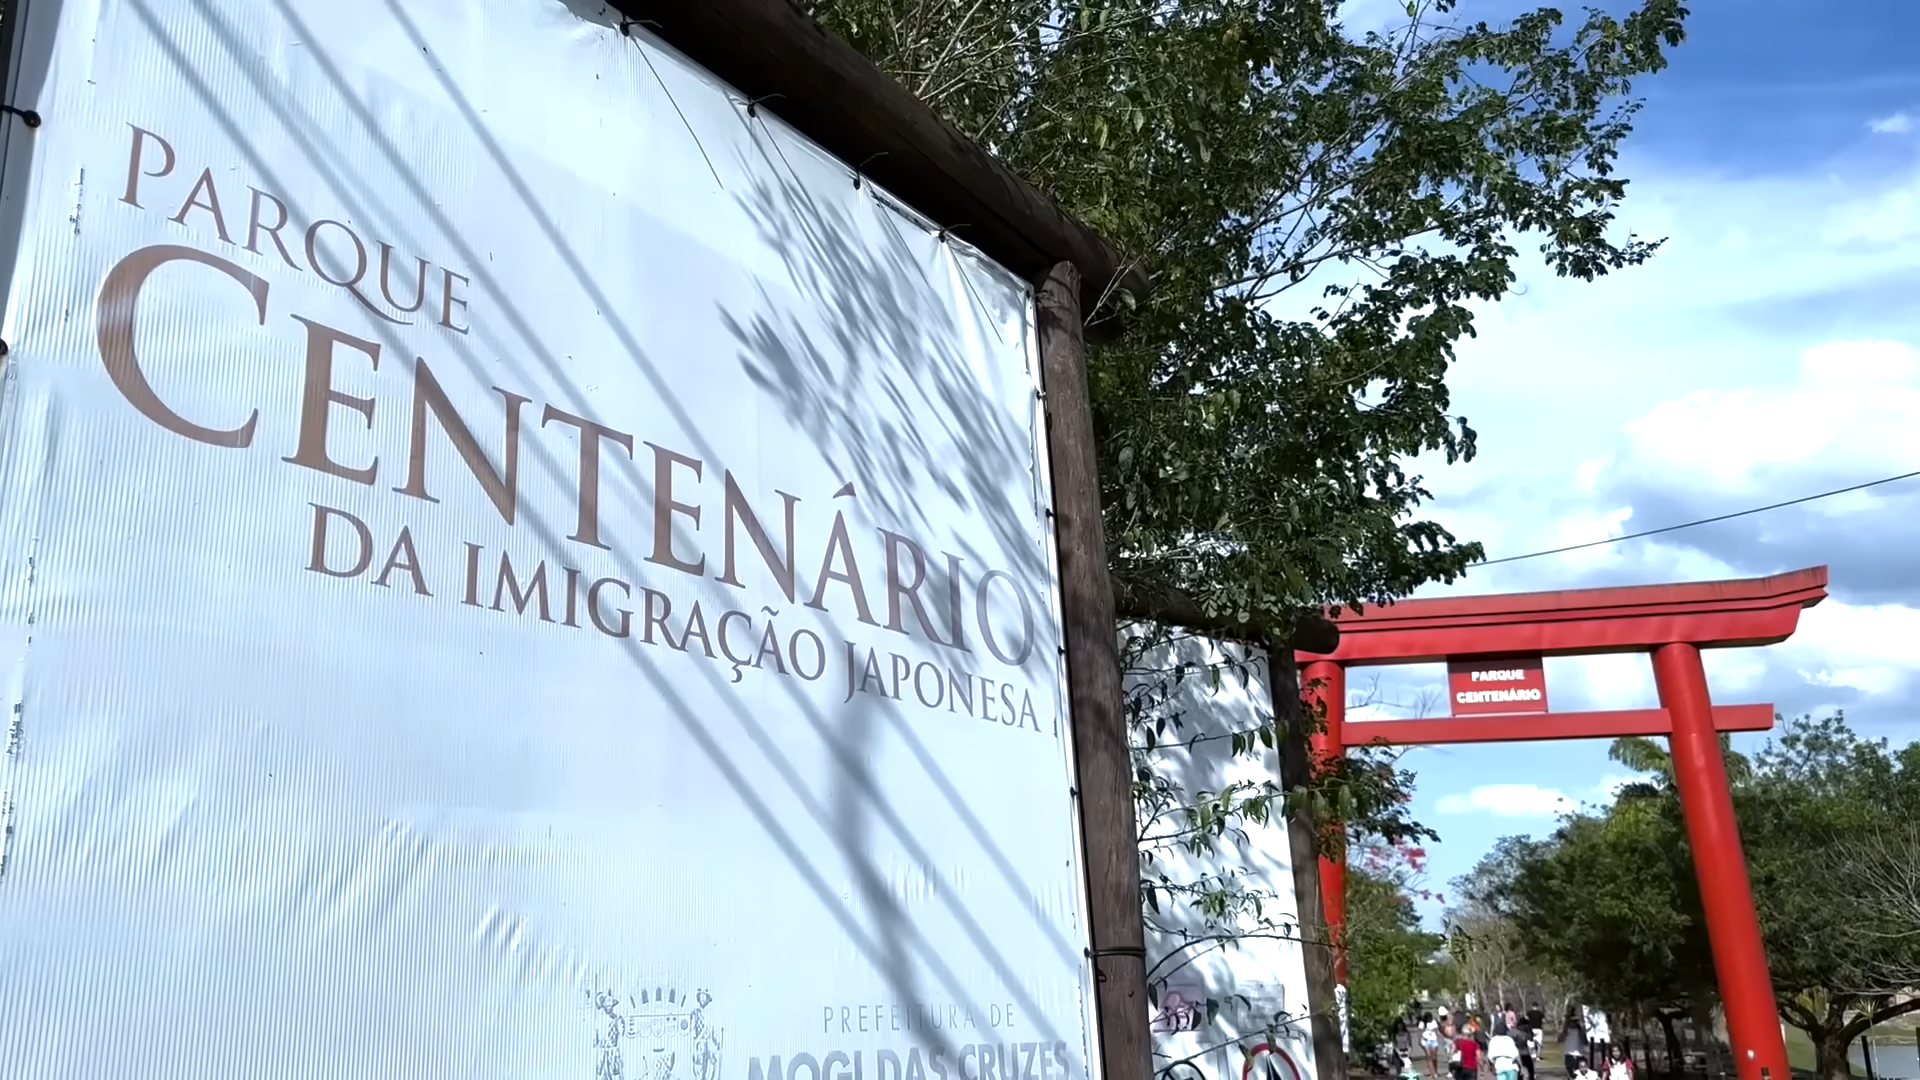 PARQUE
CENTENÁRIO
DA IMIGRAÇÃO JAPONESA
PREFEITURA DE
MOGI DAS CRUZES
PARQUE
CENTENÁRIO